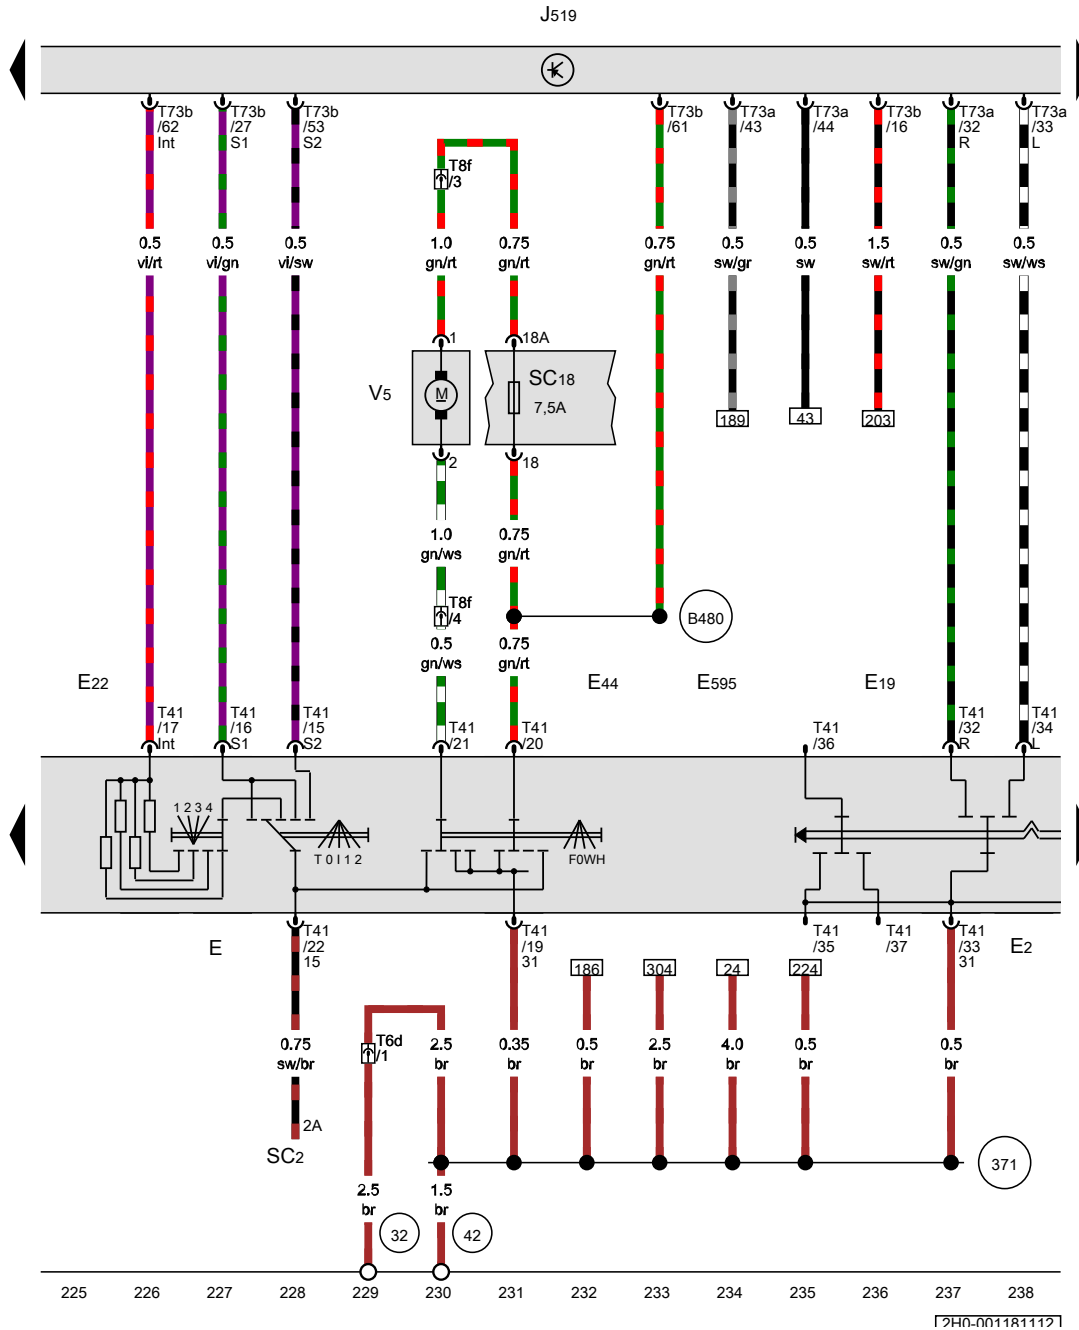 J519
T73b
/62
Int
T73b
/27
S1
T73b
/53
S2
T73b
/61
T73a
/43
T73a
/44
T73b
/16
T73a
/32
R
T73a
/33
L
T8f
/3
0.5
vi/rt
0.5
vi/gn
0.5
vi/sw
1.0
gn/rt
0.75
gn/rt
0.75
gn/rt
0.5
sw/gr
0.5
sw
1.5
sw/rt
0.5
sw/gn
0.5
sw/ws
1
18A
V5
M
SC18
7,5A
189
43
203
2
18
1.0
gn/ws
0.75
gn/rt
T8f
/4
B480
0.5
gn/ws
0.75
gn/rt
E22
E44
E595
E19
T41
/17
Int
T41
/16
S1
T41
/15
S2
T41
/21
T41
/20
T41
/36
T41
/32
R
T41
/34
L
1 2 3 4
T 0 I 1 2
F0WH
E
T41
/22
15
T41
/19
31
T41
/35
T41
/37
T41
/33
31
E2
186
304
24
224
0.75
sw/br
T6d
/1
2.5
br
0.35
br
0.5
br
2.5
br
4.0
br
0.5
br
0.5
br
2A
SC2
371
2.5
br
1.5
br
32
42
225 226 227 228 229 230 231 232 233 234 235 236 237 238
2H0-001181112